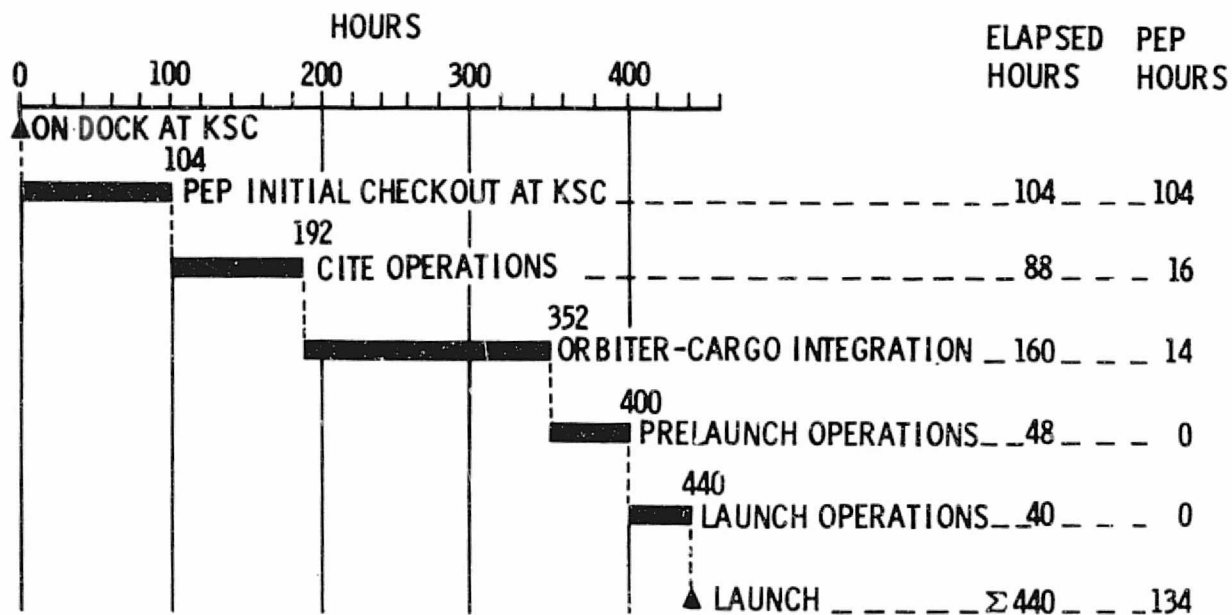 HOURS
ELAPSED HOURS PEP HOURS
0 100 200 300 400
ON DOCK AT KSC
104
PEP INITIAL CHECKOUT AT KSC 104 104
192
CITE OPERATIONS 88 16
352
ORBITER-CARGO INTEGRATION 160 14
400
PRELAUNCH OPERATIONS 48 0
440
LAUNCH OPERATIONS 40 0
LAUNCH Σ 440 134